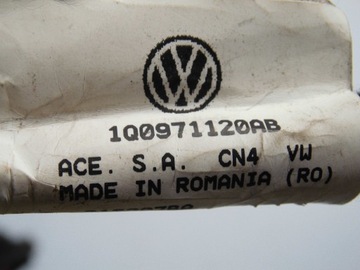 1Q0971120AB
ACE. S.A. CN4 VW
MADE IN ROMANIA (RO)